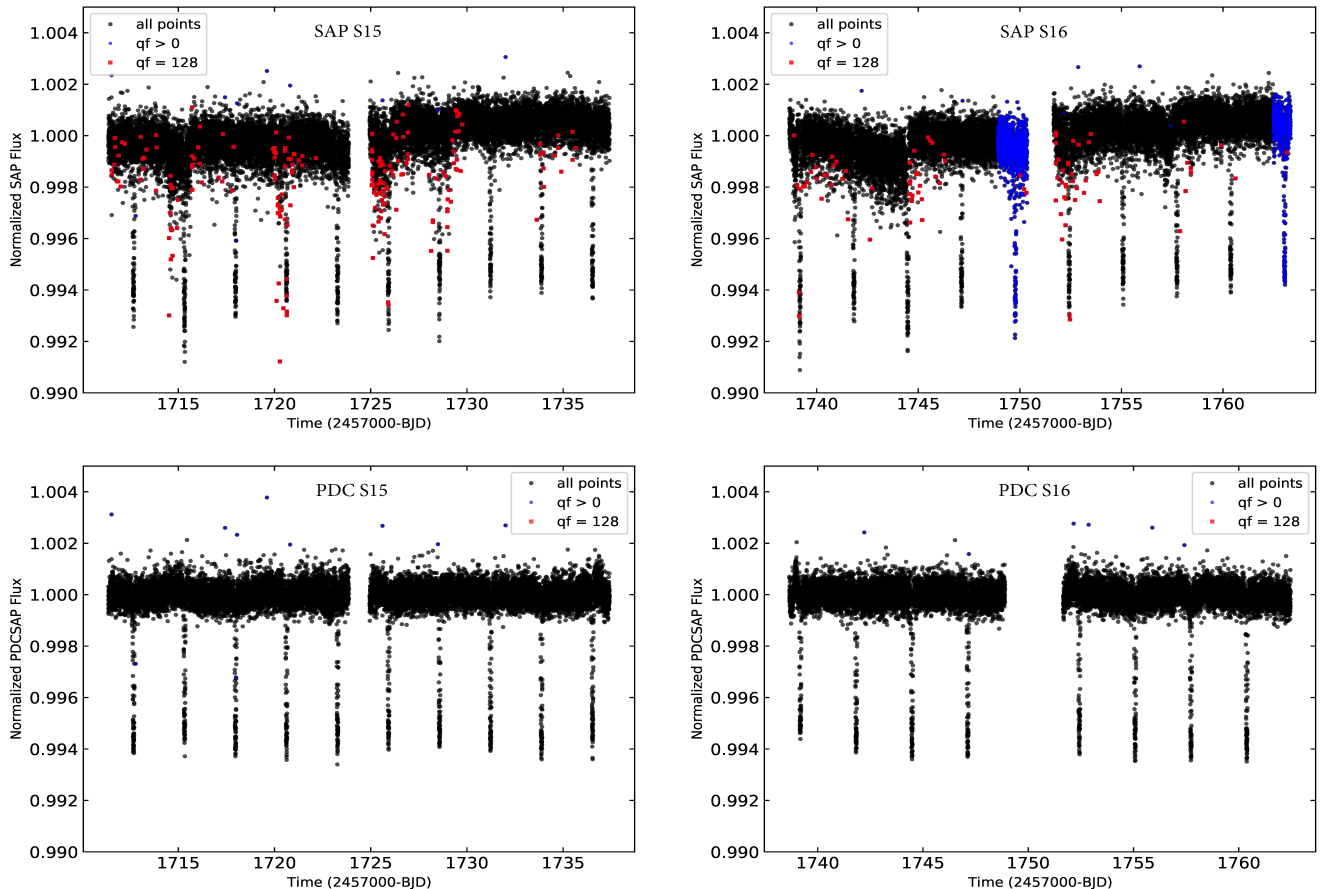 SAP S15
all points
qf > 0
qf = 128
Normalized SAP Flux
1.004
1.002
1.000
0.998
0.996
0.994
0.992
0.990
1715
1720
1725
1730
1735
Time (2457000-BJD)
SAP S16
all points
qf > 0
qf = 128
Normalized SAP Flux
1.004
1.002
1.000
0.998
0.996
0.994
0.992
0.990
1740
1745
1750
1755
1760
Time (2457000-BJD)
PDC S15
all points
qf > 0
qf = 128
Normalized PDCSAP Flux
1.004
1.002
1.000
0.998
0.996
0.994
0.992
0.990
1715
1720
1725
1730
1735
Time (2457000-BJD)
PDC S16
all points
qf > 0
qf = 128
Normalized PDCSAP Flux
1.004
1.002
1.000
0.998
0.996
0.994
0.992
0.990
1740
1745
1750
1755
1760
Time (2457000-BJD)